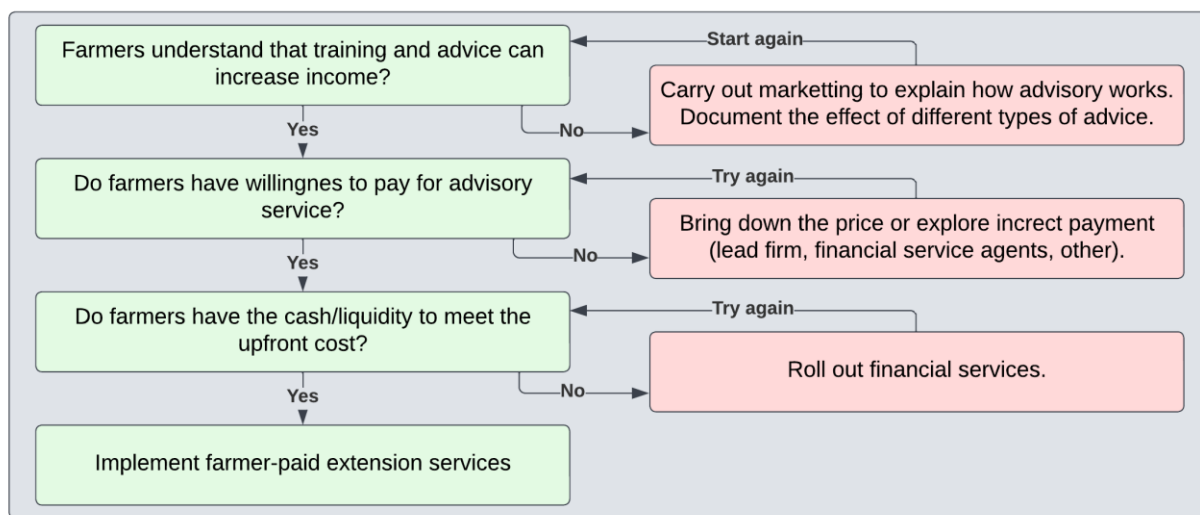 Farmers understand that training and advice can
increase income?
Start again
Carry out marketting to explain how advisory works.
Document the effect of different types of advice.
Yes
No
Do farmers have willingnes to pay for advisory
service?
Try again
Bring down the price or explore increct payment
(lead firm, financial service agents, other).
Yes
No
Do farmers have the cash/liquidity to meet the
upfront cost?
Try again
Roll out financial services.
Yes
No
Implement farmer-paid extension services